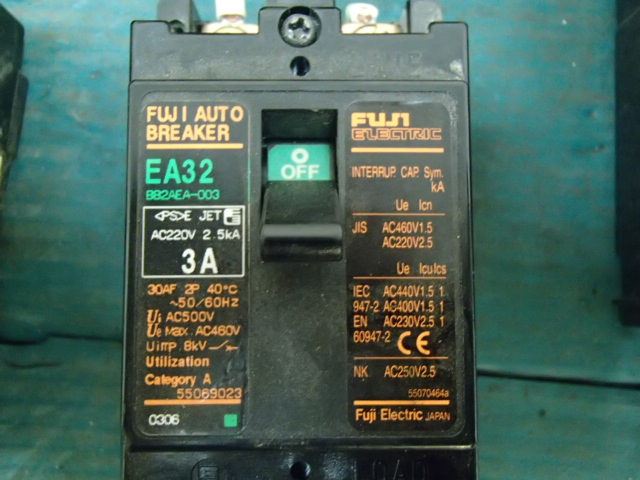 FUJI AUTO
BREAKER
EA32
BB2AEA-003
<PS>E JET
AC220V 2.5kA
3A
30AF 2P 40°C
~50/60Hz
Ui AC500V
Ue Max. AC460V
Uimp. 8kV
Utilization
Category A
55069023
0306
OFF
FUJI
ELECTRIC
INTERRUP. CAP. Sym.
kA
Ue Icn
JIS AC460V1.5
AC220V2.5
Ue Icu Ics
IEC AC440V1.5 1
947-2 AC400V1.5 1
EN AC230V2.5 1
60947-2 CE
NK AC250V2.5
55070464a
Fuji Electric JAPAN
LOAD